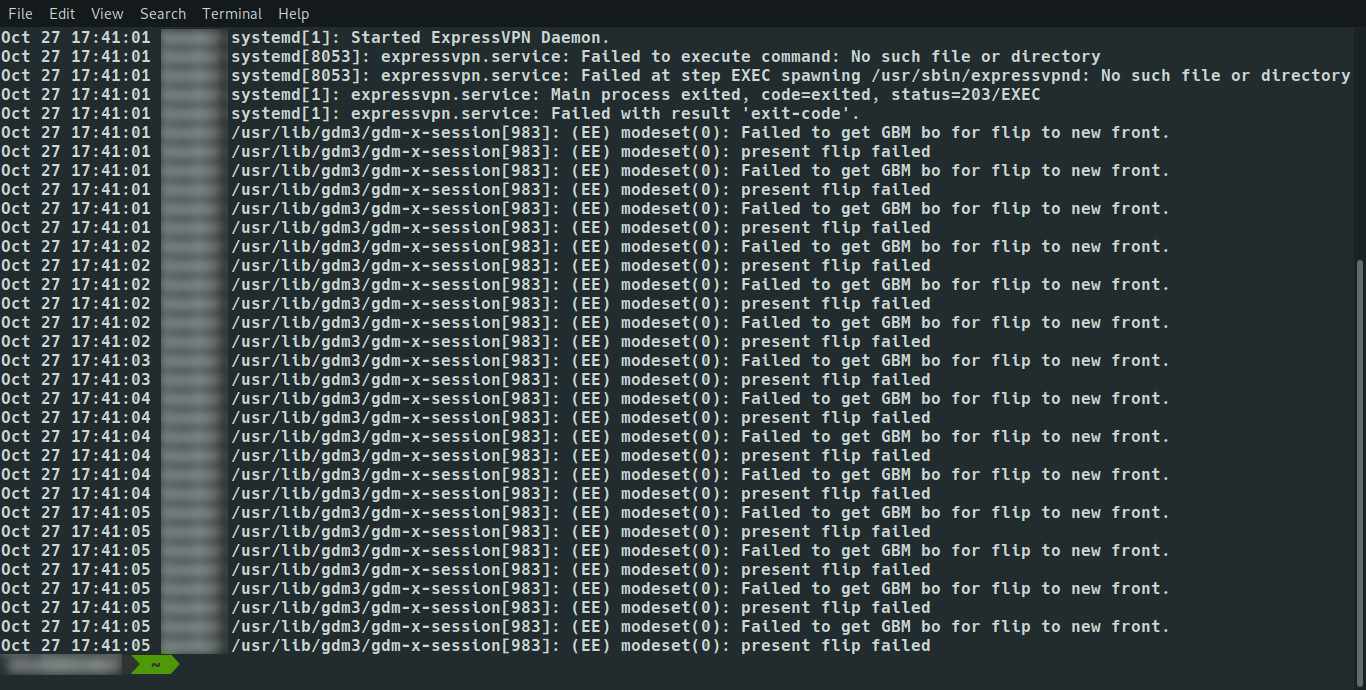 File Edit View Search Terminal Help
Oct 27 17:41:01 systemd[1]: Started ExpressVPN Daemon.
Oct 27 17:41:01 systemd[8053]: expressvpn.service: Failed to execute command: No such file or directory
Oct 27 17:41:01 systemd[8053]: expressvpn.service: Failed at step EXEC spawning /usr/sbin/expressvpnd: No such file or directory
Oct 27 17:41:01 systemd[1]: expressvpn.service: Main process exited, code=exited, status=203/EXEC
Oct 27 17:41:01 systemd[1]: expressvpn.service: Failed with result 'exit-code'.
Oct 27 17:41:01 /usr/lib/gdm3/gdm-x-session[983]: (EE) modeset(0): Failed to get GBM bo for flip to new front.
Oct 27 17:41:01 /usr/lib/gdm3/gdm-x-session[983]: (EE) modeset(0): present flip failed
Oct 27 17:41:01 /usr/lib/gdm3/gdm-x-session[983]: (EE) modeset(0): Failed to get GBM bo for flip to new front.
Oct 27 17:41:01 /usr/lib/gdm3/gdm-x-session[983]: (EE) modeset(0): present flip failed
Oct 27 17:41:01 /usr/lib/gdm3/gdm-x-session[983]: (EE) modeset(0): Failed to get GBM bo for flip to new front.
Oct 27 17:41:01 /usr/lib/gdm3/gdm-x-session[983]: (EE) modeset(0): present flip failed
Oct 27 17:41:02 /usr/lib/gdm3/gdm-x-session[983]: (EE) modeset(0): Failed to get GBM bo for flip to new front.
Oct 27 17:41:02 /usr/lib/gdm3/gdm-x-session[983]: (EE) modeset(0): present flip failed
Oct 27 17:41:02 /usr/lib/gdm3/gdm-x-session[983]: (EE) modeset(0): Failed to get GBM bo for flip to new front.
Oct 27 17:41:02 /usr/lib/gdm3/gdm-x-session[983]: (EE) modeset(0): present flip failed
Oct 27 17:41:02 /usr/lib/gdm3/gdm-x-session[983]: (EE) modeset(0): Failed to get GBM bo for flip to new front.
Oct 27 17:41:02 /usr/lib/gdm3/gdm-x-session[983]: (EE) modeset(0): present flip failed
Oct 27 17:41:03 /usr/lib/gdm3/gdm-x-session[983]: (EE) modeset(0): Failed to get GBM bo for flip to new front.
Oct 27 17:41:03 /usr/lib/gdm3/gdm-x-session[983]: (EE) modeset(0): present flip failed
Oct 27 17:41:04 /usr/lib/gdm3/gdm-x-session[983]: (EE) modeset(0): Failed to get GBM bo for flip to new front.
Oct 27 17:41:04 /usr/lib/gdm3/gdm-x-session[983]: (EE) modeset(0): present flip failed
Oct 27 17:41:04 /usr/lib/gdm3/gdm-x-session[983]: (EE) modeset(0): Failed to get GBM bo for flip to new front.
Oct 27 17:41:04 /usr/lib/gdm3/gdm-x-session[983]: (EE) modeset(0): present flip failed
Oct 27 17:41:04 /usr/lib/gdm3/gdm-x-session[983]: (EE) modeset(0): Failed to get GBM bo for flip to new front.
Oct 27 17:41:04 /usr/lib/gdm3/gdm-x-session[983]: (EE) modeset(0): present flip failed
Oct 27 17:41:05 /usr/lib/gdm3/gdm-x-session[983]: (EE) modeset(0): Failed to get GBM bo for flip to new front.
Oct 27 17:41:05 /usr/lib/gdm3/gdm-x-session[983]: (EE) modeset(0): present flip failed
Oct 27 17:41:05 /usr/lib/gdm3/gdm-x-session[983]: (EE) modeset(0): Failed to get GBM bo for flip to new front.
Oct 27 17:41:05 /usr/lib/gdm3/gdm-x-session[983]: (EE) modeset(0): present flip failed
Oct 27 17:41:05 /usr/lib/gdm3/gdm-x-session[983]: (EE) modeset(0): Failed to get GBM bo for flip to new front.
Oct 27 17:41:05 /usr/lib/gdm3/gdm-x-session[983]: (EE) modeset(0): present flip failed
Oct 27 17:41:05 /usr/lib/gdm3/gdm-x-session[983]: (EE) modeset(0): Failed to get GBM bo for flip to new front.
Oct 27 17:41:05 /usr/lib/gdm3/gdm-x-session[983]: (EE) modeset(0): present flip failed
~